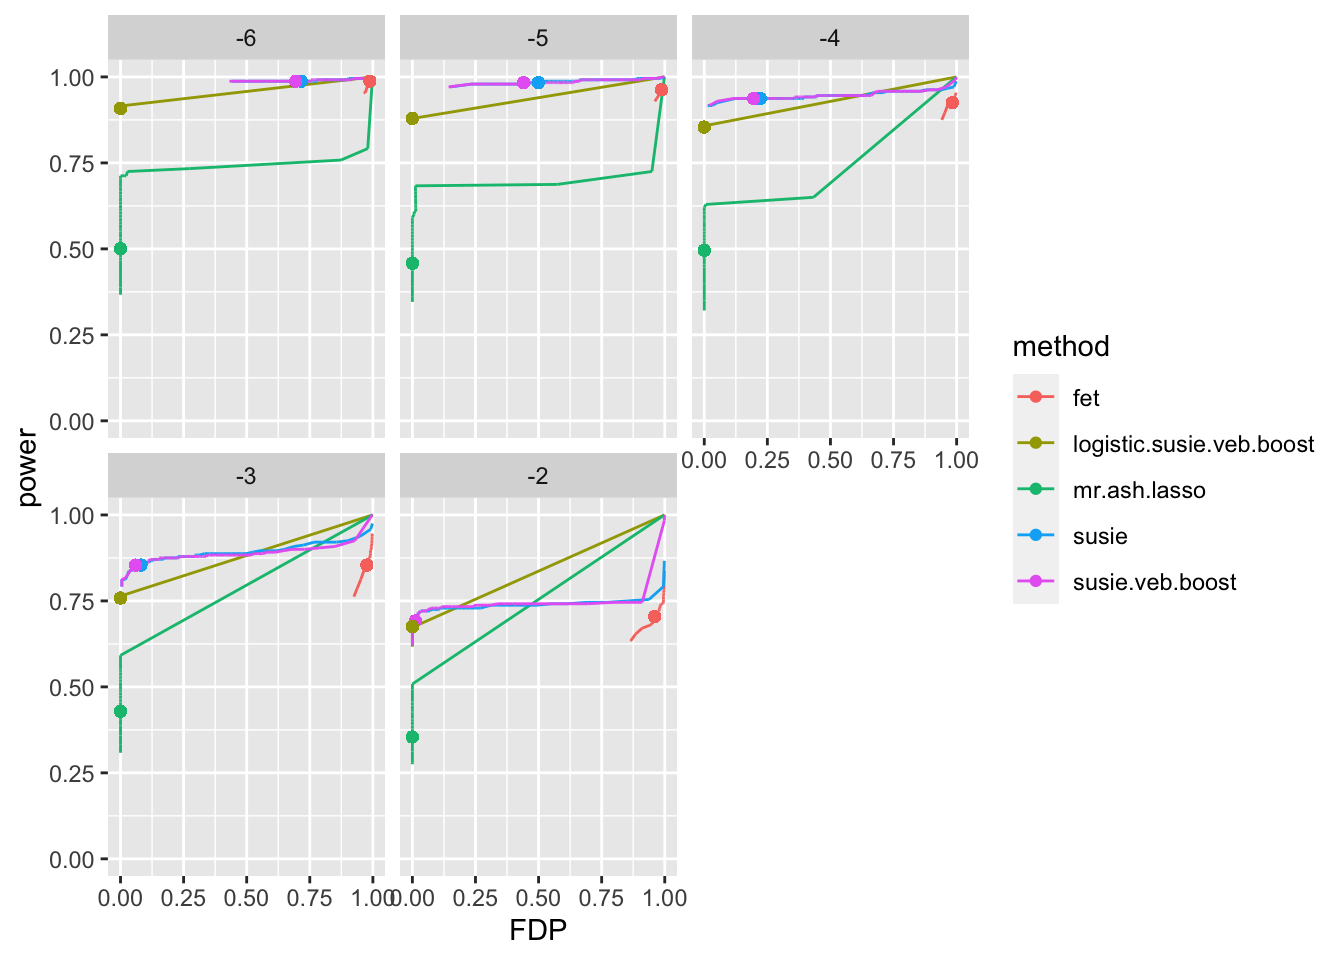 -6
-5
-4
1.00
0.75
0.50
0.25
0.00
0.00 0.25 0.50 0.75 1.00
-3
-2
1.00
0.75
0.50
0.25
0.00
0.00 0.25 0.50 0.75 1.00
0.00 0.25 0.50 0.75 1.00
FDP
power
method
fet
logistic.susie.veb.boost
mr.ash.lasso
susie
susie.veb.boost